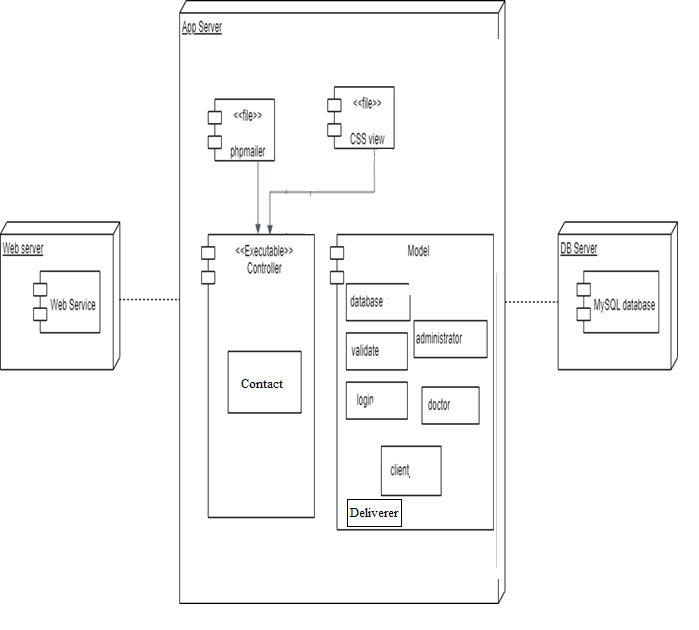 App Server
<<file>>
phpmailer
<<file>>
CSS view
Web server
Web Service
<<Executable>>
Controller
Contact
Model
database
administrator
validate
login
doctor
client
Deliverer
DB Server
MySQL database